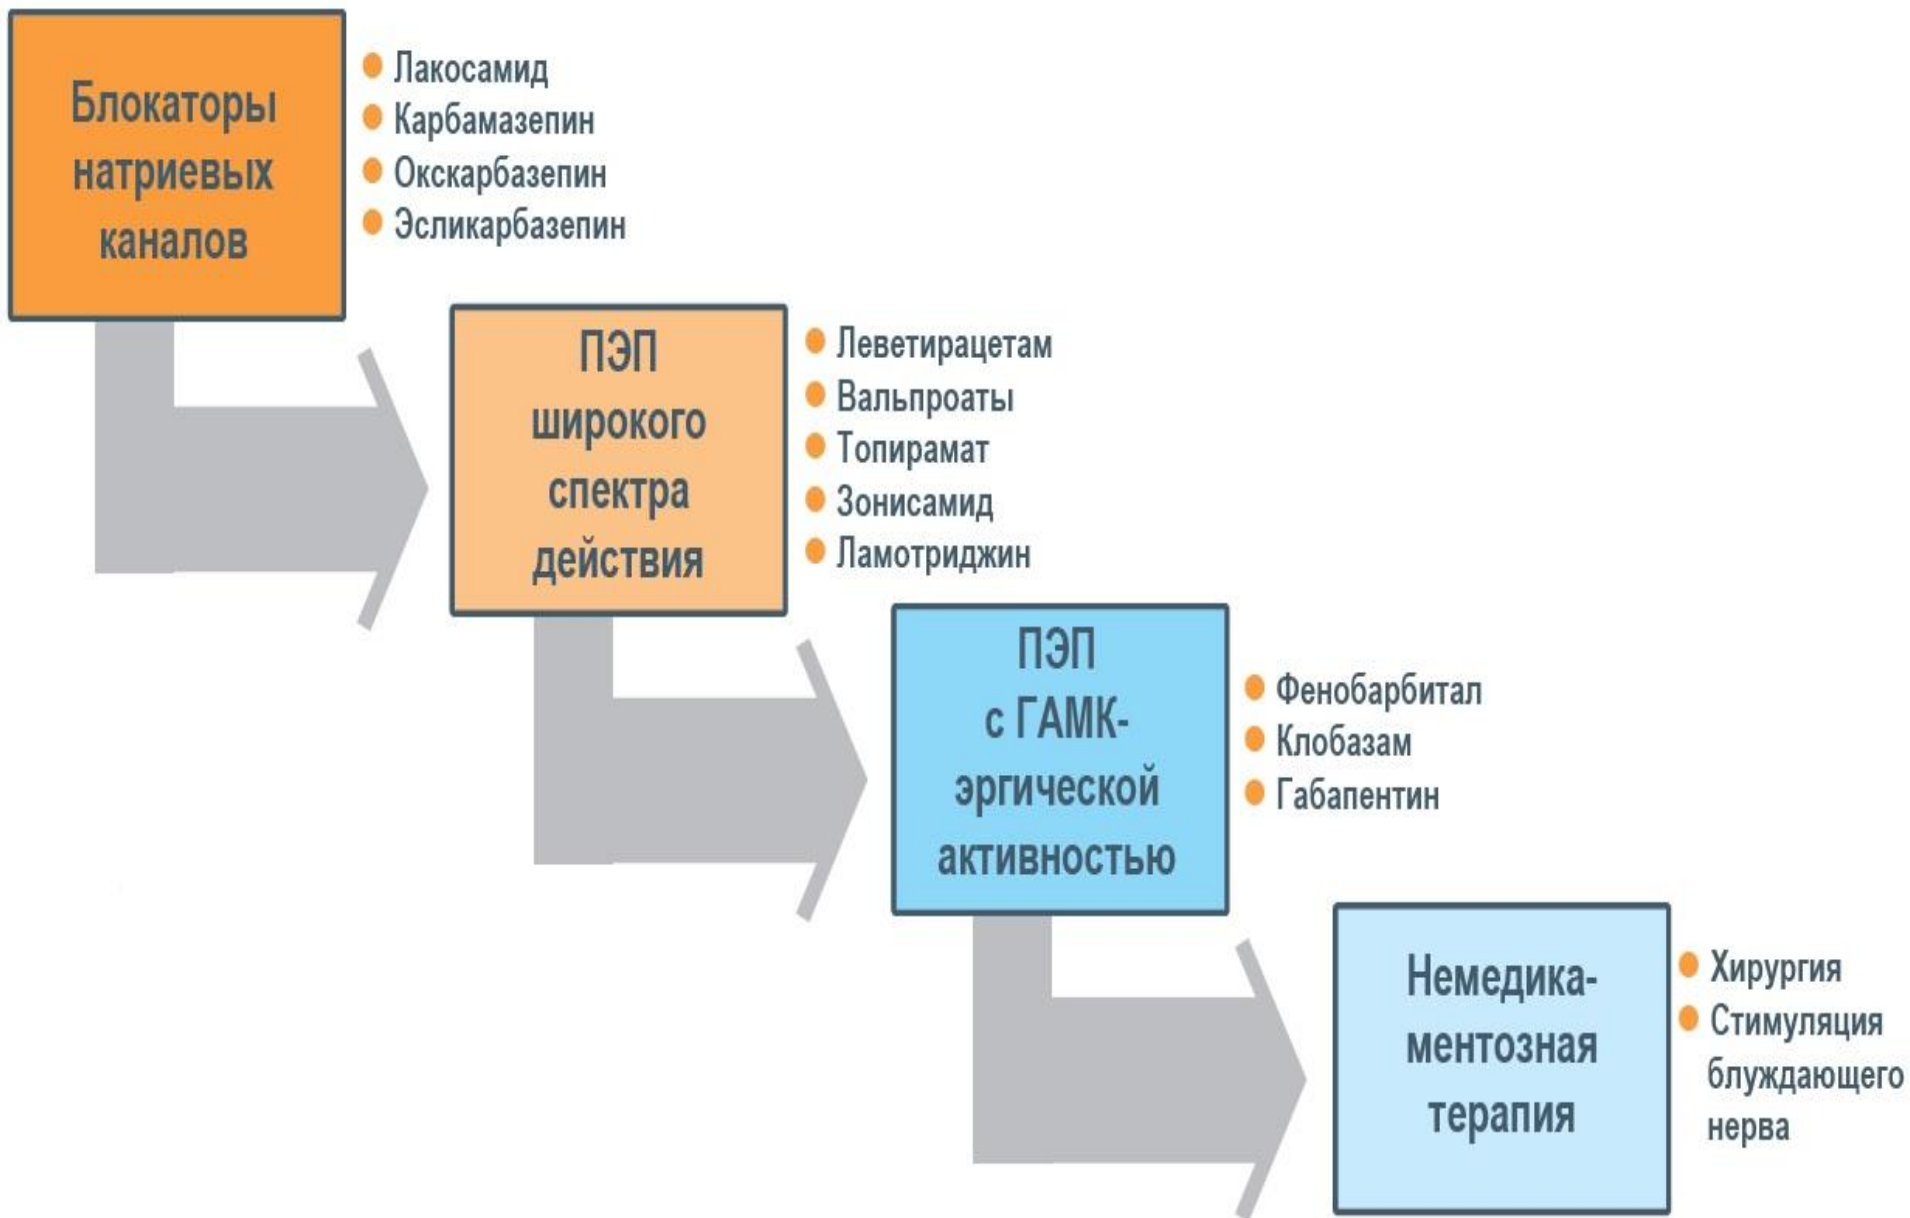 Блокаторы
натриевых
каналов
Лакосамид
Карбамазепин
Окскарбазепин
Эсликарбазепин
ПЭП
широкого
спектра
действия
Леветирацетам
Вальпроаты
Топирамат
Зонисамид
Ламотриджин
ПЭП
с ГАМК-
эргической
активностью
Фенобарбитал
Клобазам
Габапентин
Немедика-
ментозная
терапия
Хирургия
Стимуляция
блуждающего
нерва